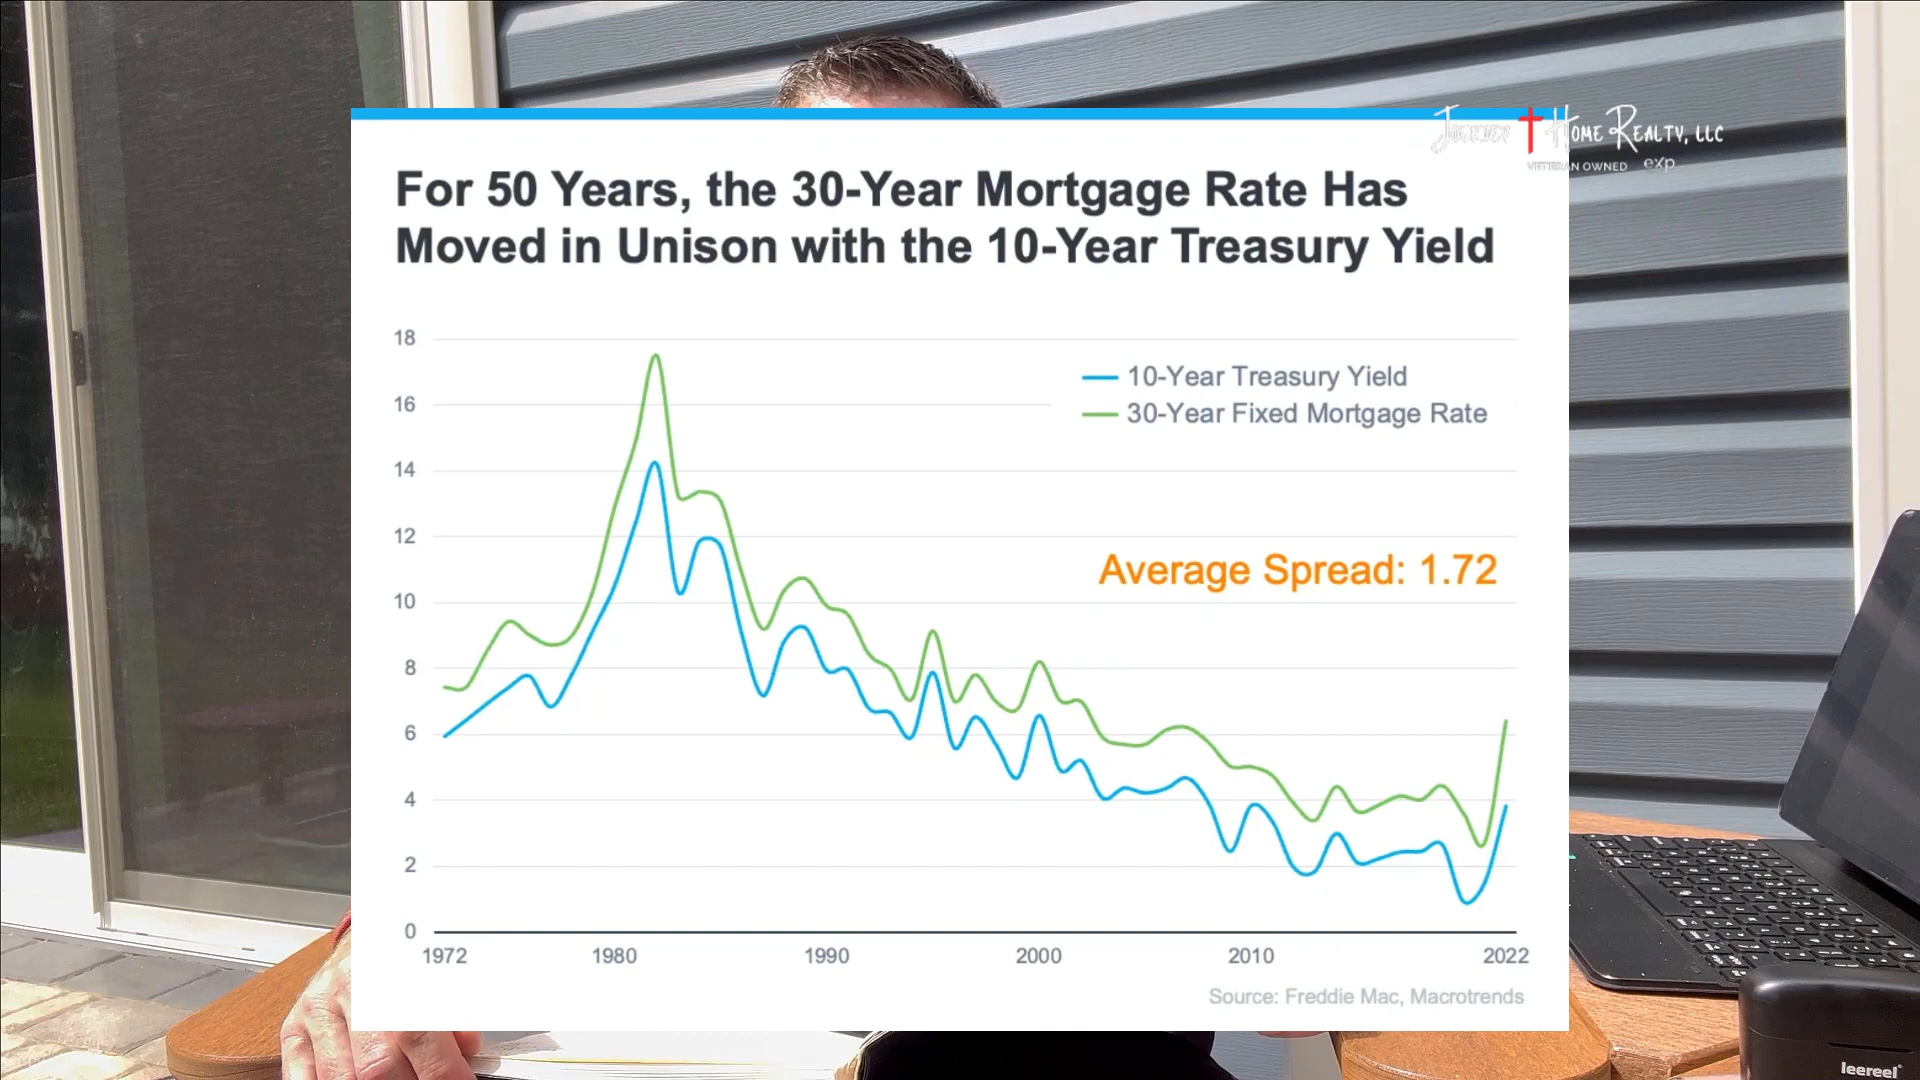 HOME REALTY, LLC
VETERAN OWNED exp
For 50 Years, the 30-Year Mortgage Rate Has
Moved in Unison with the 10-Year Treasury Yield
18
16
14
12
10
8
6
4
2
0
10-Year Treasury Yield
30-Year Fixed Mortgage Rate
Average Spread: 1.72
1972 1980 1990 2000 2010 2022
Source: Freddie Mac, Macrotrends
leereel